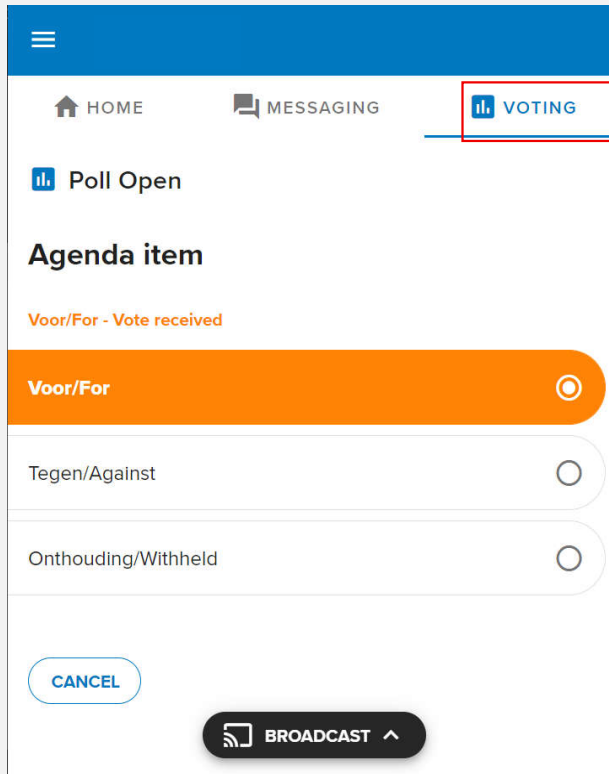 HOME MESSAGING VOTING
Poll Open
Agenda item
Voor/For - Vote received
Voor/For
Tegen/Against
Onthouding/Withheld
CANCEL
BROADCAST